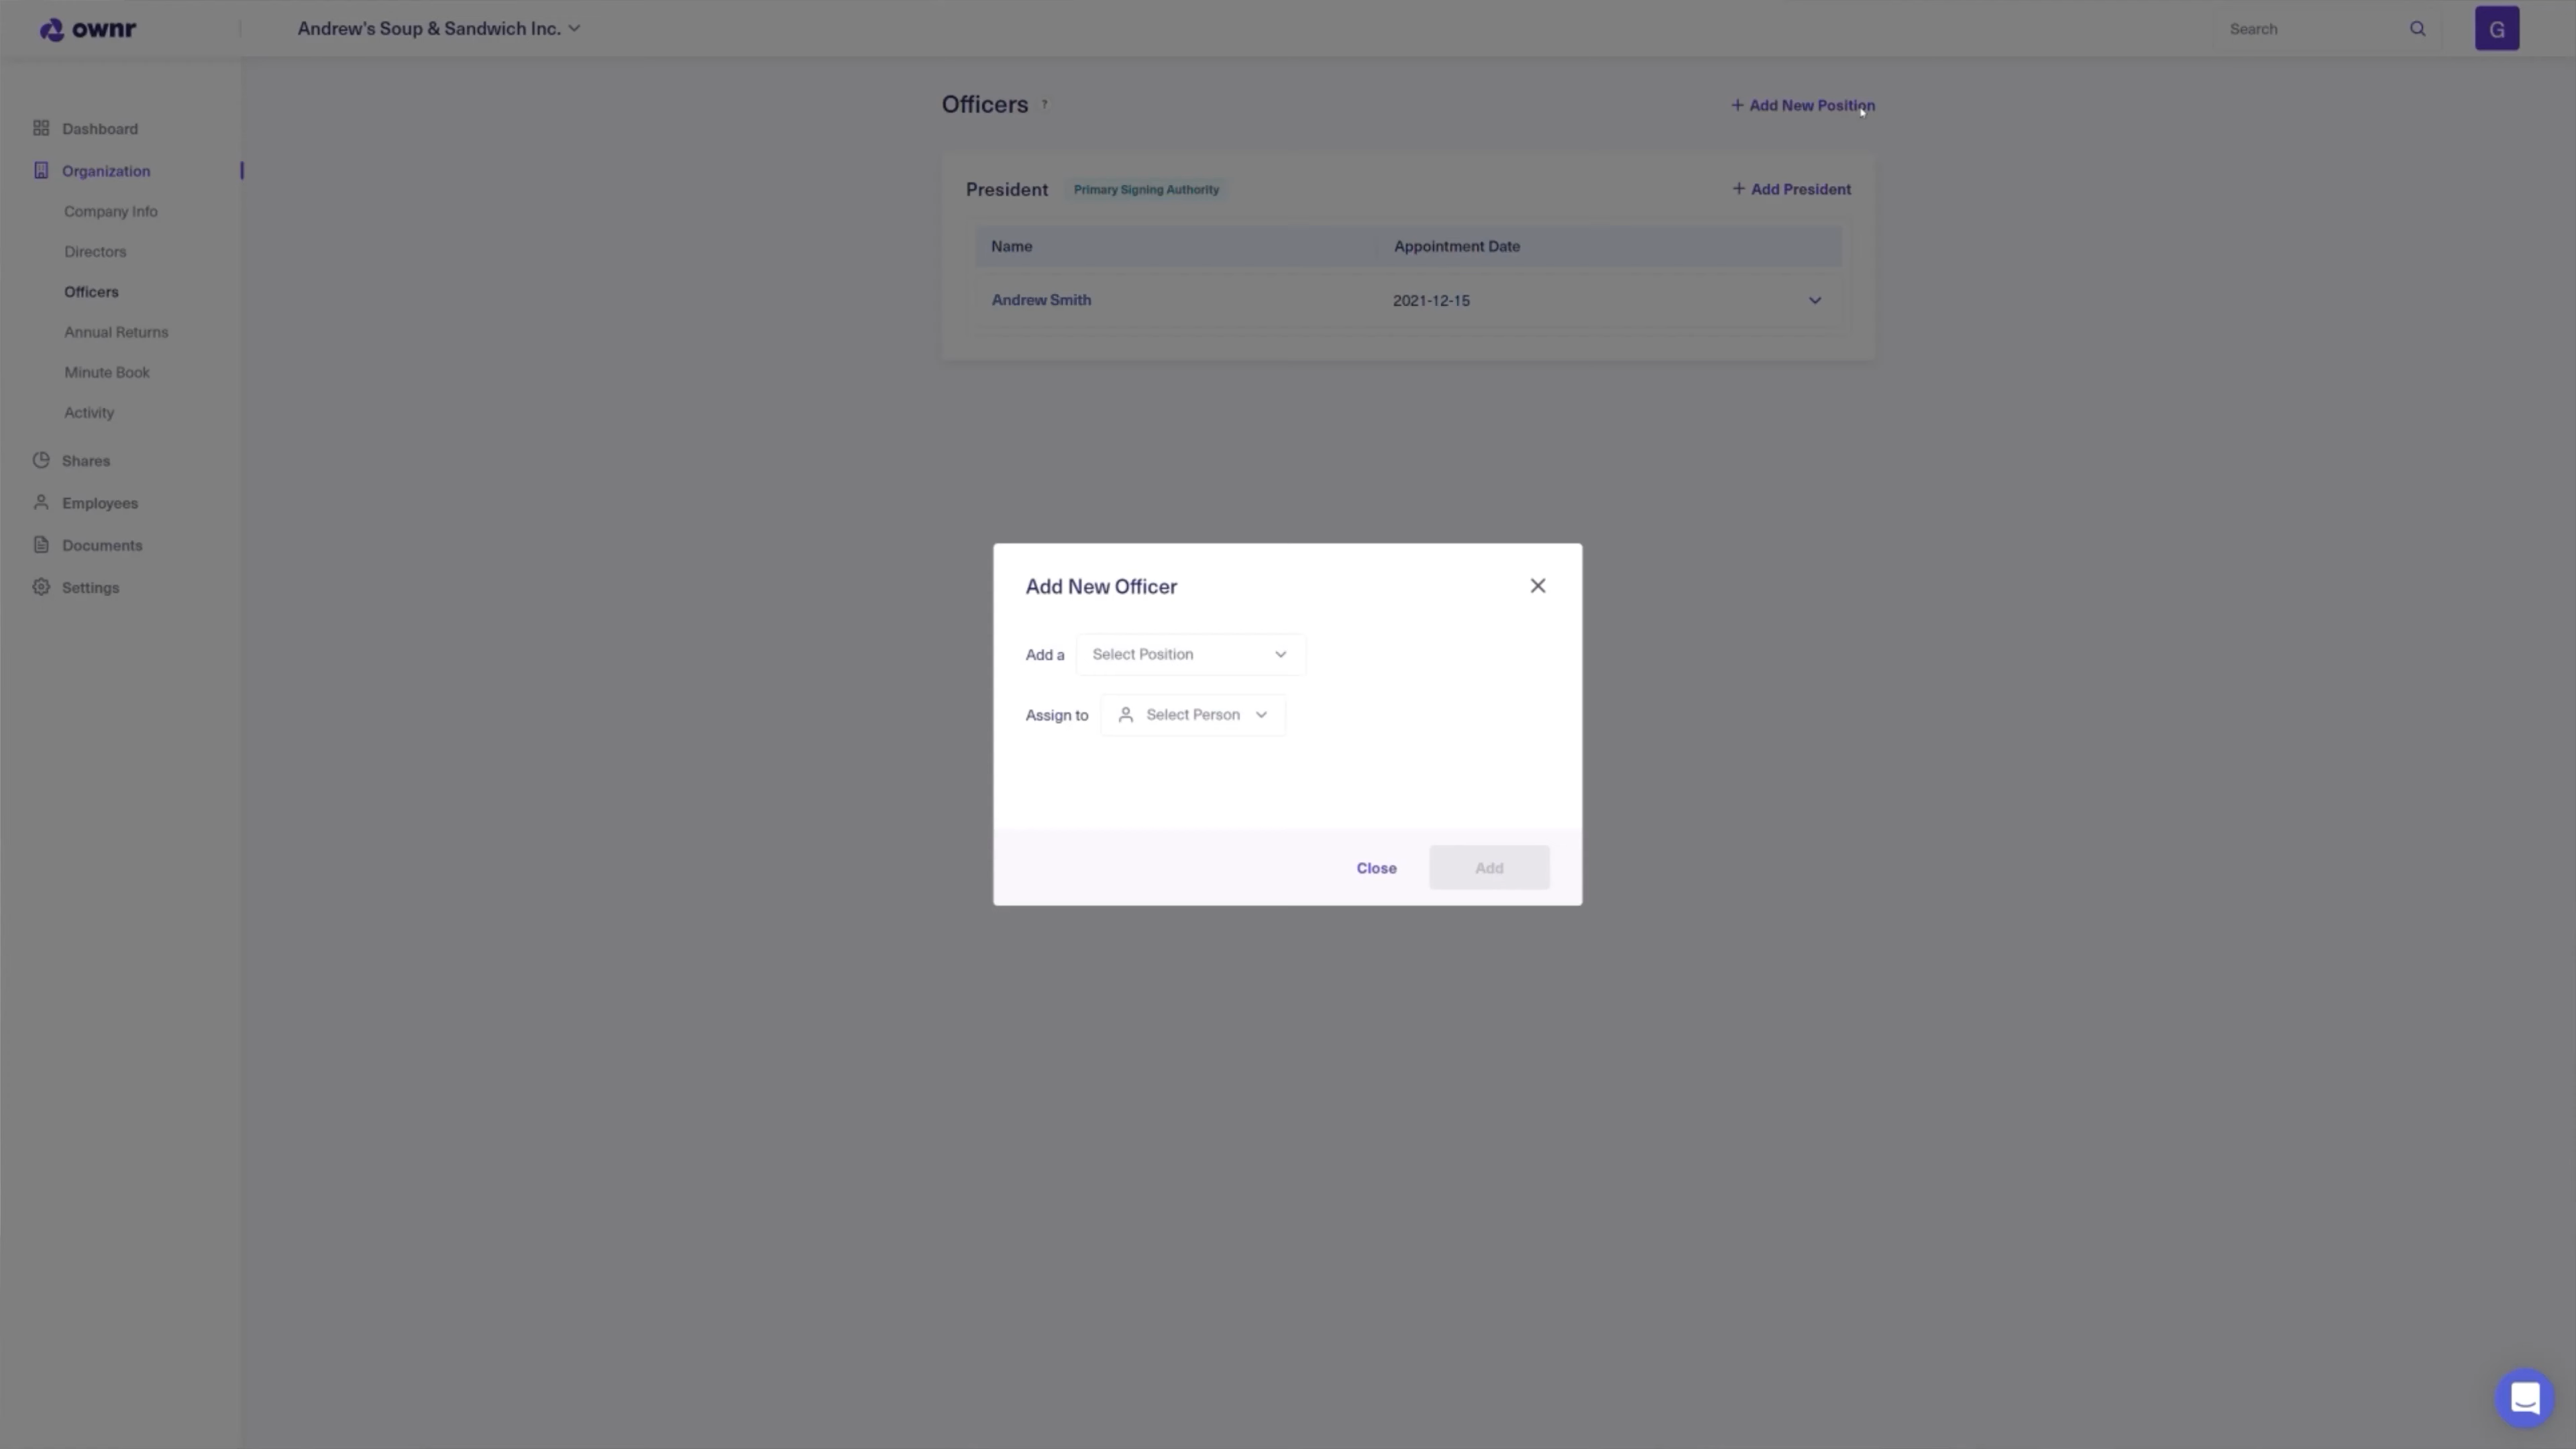 ownr
Andrew's Soup & Sandwich Inc.
Search
G
Dashboard
Organization
Company Info
Directors
Officers
Annual Returns
Minute Book
Activity
Shares
Employees
Documents
Settings
Officers ?
+ Add New Position
President Primary Signing Authority
+ Add President
Name Appointment Date
Andrew Smith 2021-12-15
Add New Officer
Add a Select Position
Assign to Select Person
Close Add